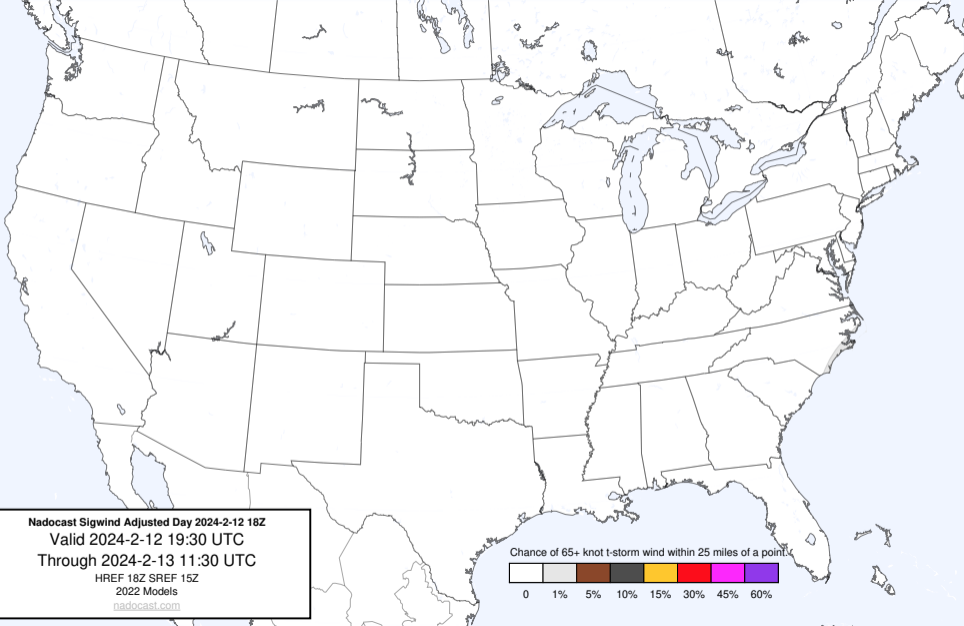 Nadocast Sigwind Adjusted Day 2024-2-12 18Z
Valid 2024-2-12 19:30 UTC
Through 2024-2-13 11:30 UTC
HREF 18Z SREF 15Z
2022 Models
nadocast.com
Chance of 65+ knot t-storm wind within 25 miles of a point.
0 1% 5% 10% 15% 30% 45% 60%